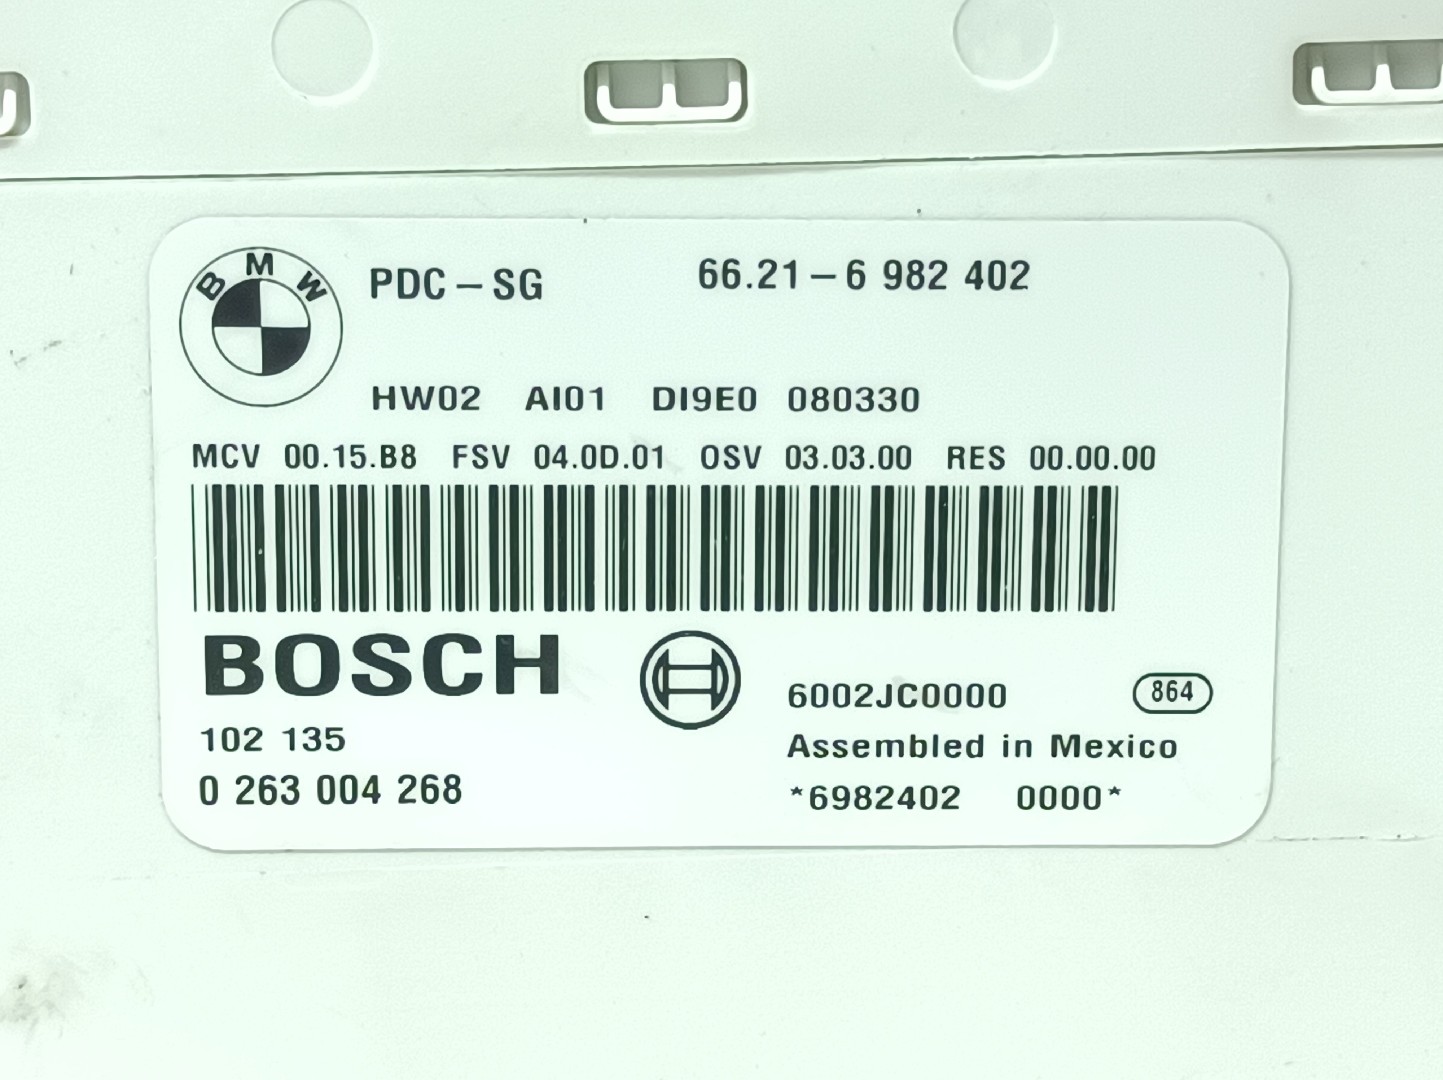 BMW
PDC – SG 66.21 – 6 982 402
HW02 AI01 DI9E0 080330
MCV 00.15.B8 FSV 04.0D.01 OSV 03.03.00 RES 00.00.00
BOSCH
6002JC0000 864
102 135
Assembled in Mexico
0 263 004 268
*6982402 0000*